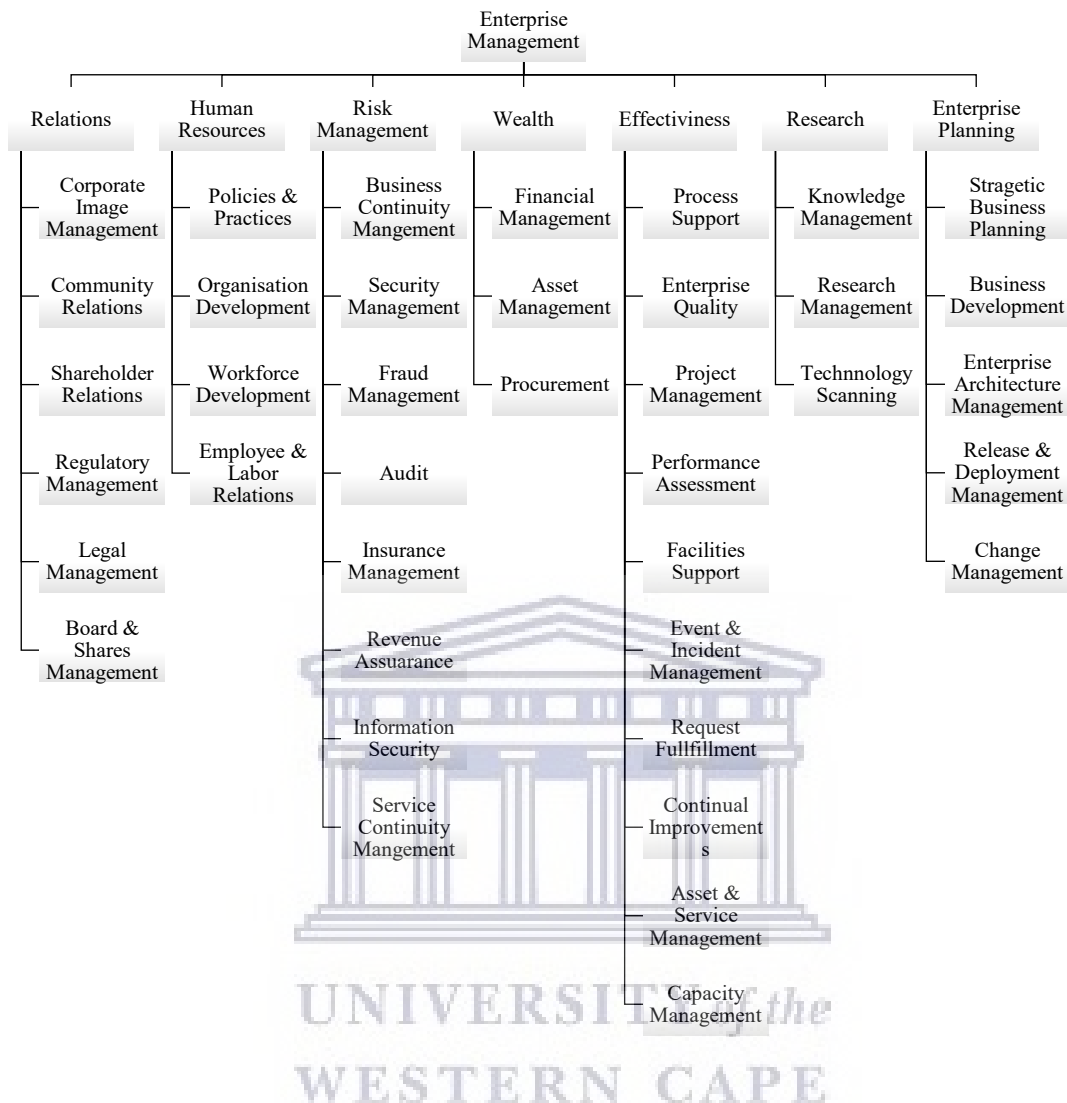 Enterprise
Management
Relations
Human
Resources
Risk
Management
Wealth
Effectiviness
Research
Enterprise
Planning
Corporate
Image
Management
Community
Relations
Shareholder
Relations
Regulatory
Management
Legal
Management
Board &
Shares
Management
Policies &
Practices
Organisation
Development
Workforce
Development
Employee &
Labor
Relations
Business
Continuity
Mangement
Security
Management
Fraud
Management
Audit
Insurance
Management
Revenue
Assuarance
Information
Security
Service
Continuity
Mangement
Financial
Management
Asset
Management
Procurement
Process
Support
Enterprise
Quality
Project
Management
Performance
Assessment
Facilities
Support
Event &
Incident
Management
Request
Fullfillment
Continual
Improvement
s
Asset &
Service
Management
Capacity
Management
Knowledge
Management
Research
Management
Technnology
Scanning
Stragetic
Business
Planning
Business
Development
Enterprise
Architecture
Management
Release &
Deployment
Management
Change
Management
UNIVERSITY of the
WESTERN CAPE